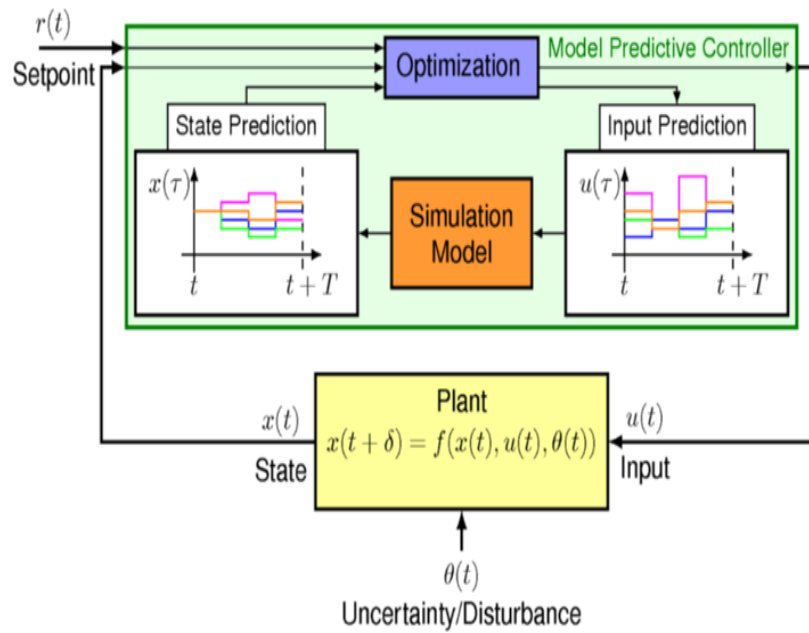 r(t)
Setpoint
Model Predictive Controller
Optimization
State Prediction
Input Prediction
x(τ)
t
t + T
Simulation
Model
u(τ)
t
t + T
Plant
x(t + δ) = f(x(t), u(t), θ(t))
x(t)
State
u(t)
Input
θ(t)
Uncertainty/Disturbance